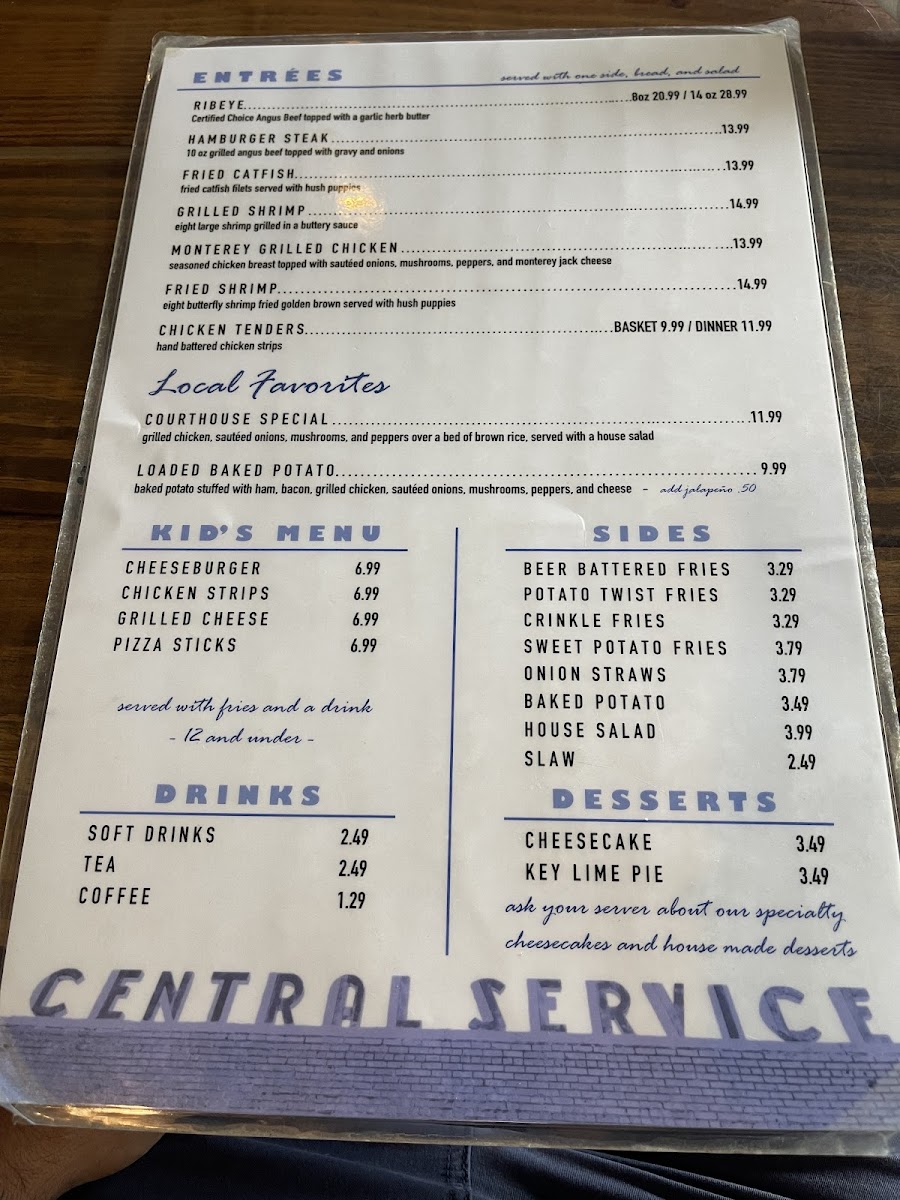 ENTRÉES served with one side, bread, and salad
RIBEYE 8oz 20.99 / 14 oz 28.99
Certified Choice Angus Beef topped with a garlic herb butter
HAMBURGER STEAK 13.99
10 oz grilled angus beef topped with gravy and onions
FRIED CATFISH 13.99
fried catfish filets served with hush puppies
GRILLED SHRIMP 14.99
eight large shrimp grilled in a buttery sauce
MONTEREY GRILLED CHICKEN 13.99
seasoned chicken breast topped with sautéed onions, mushrooms, peppers, and monterey jack cheese
FRIED SHRIMP 14.99
eight butterfly shrimp fried golden brown served with hush puppies
CHICKEN TENDERS BASKET 9.99 / DINNER 11.99
hand battered chicken strips
Local Favorites
COURTHOUSE SPECIAL 11.99
grilled chicken, sautéed onions, mushrooms, and peppers over a bed of brown rice, served with a house salad
LOADED BAKED POTATO 9.99
baked potato stuffed with ham, bacon, grilled chicken, sautéed onions, mushrooms, peppers, and cheese - add jalapeño .50
KID'S MENU
CHEESEBURGER 6.99
CHICKEN STRIPS 6.99
GRILLED CHEESE 6.99
PIZZA STICKS 6.99
served with fries and a drink
- 12 and under -
DRINKS
SOFT DRINKS 2.49
TEA 2.49
COFFEE 1.29
SIDES
BEER BATTERED FRIES 3.29
POTATO TWIST FRIES 3.29
CRINKLE FRIES 3.29
SWEET POTATO FRIES 3.79
ONION STRAWS 3.79
BAKED POTATO 3.49
HOUSE SALAD 3.99
SLAW 2.49
DESSERTS
CHEESECAKE 3.49
KEY LIME PIE 3.49
ask your server about our specialty
cheesecakes and house made desserts
CENTRAL SERVICE